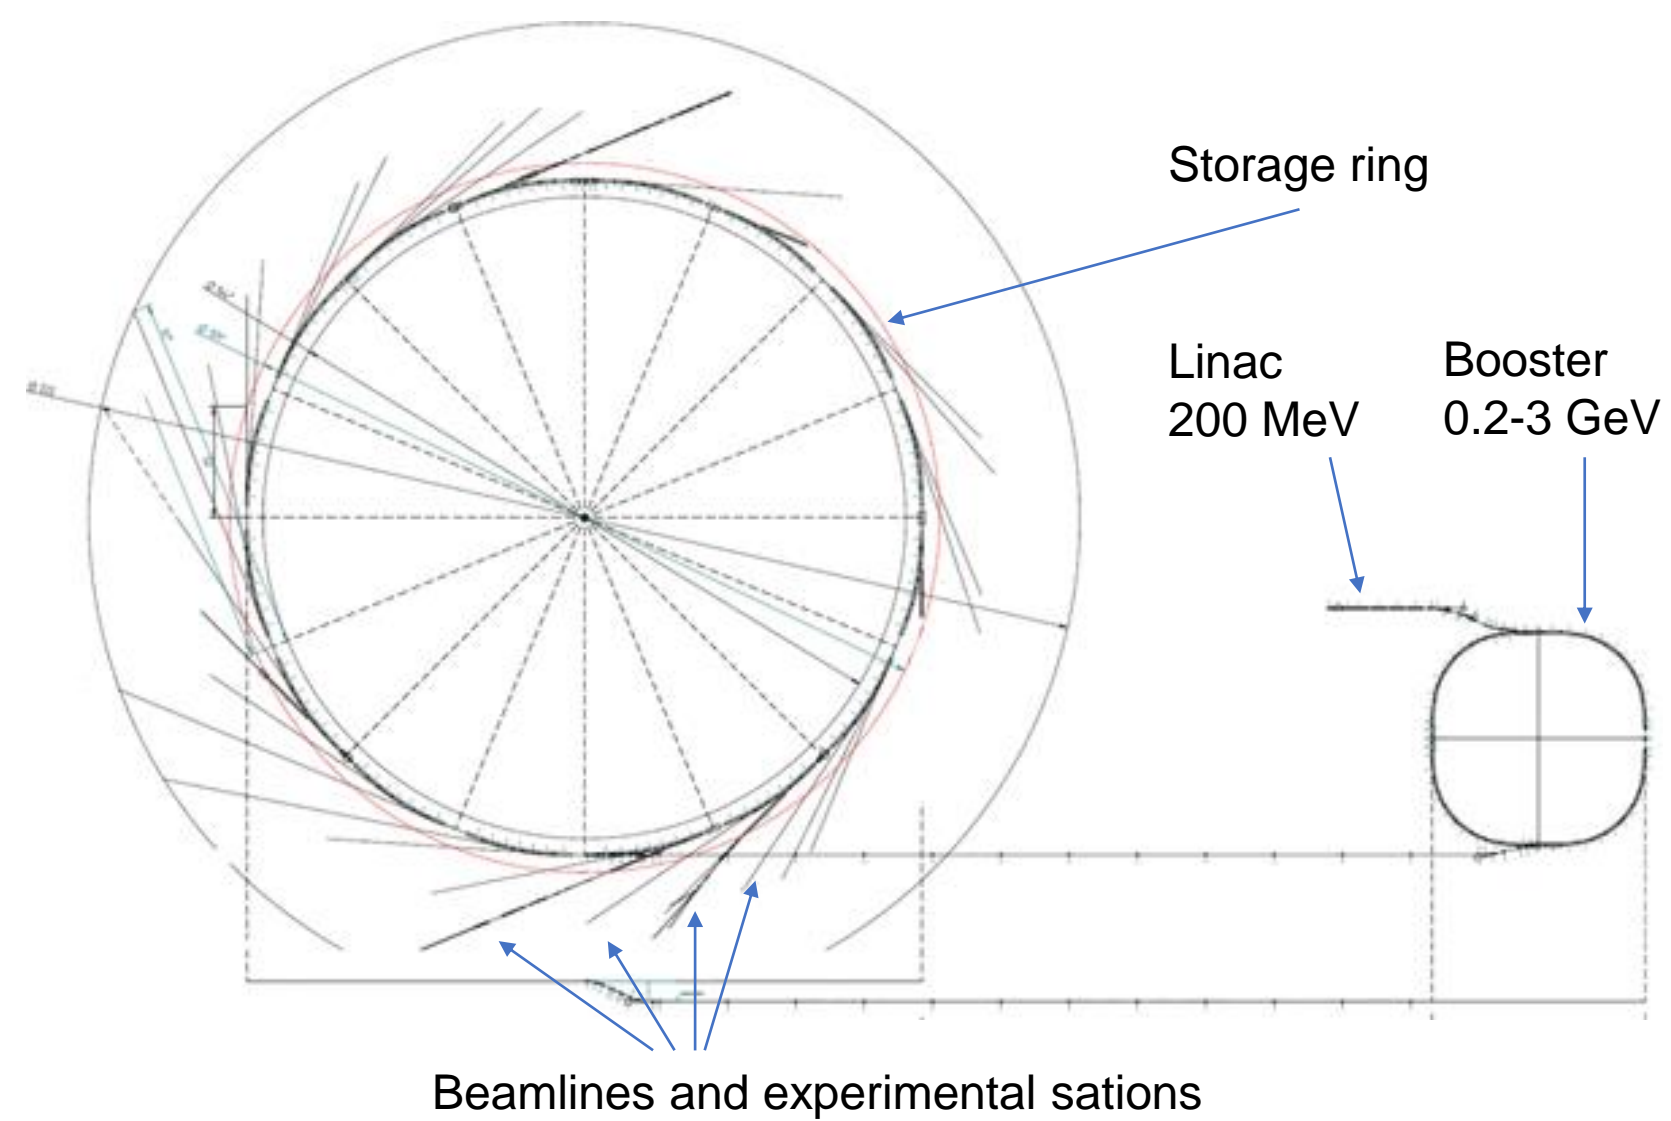 Storage ring
Linac
200 MeV
Booster
0.2-3 GeV
Beamlines and experimental sations